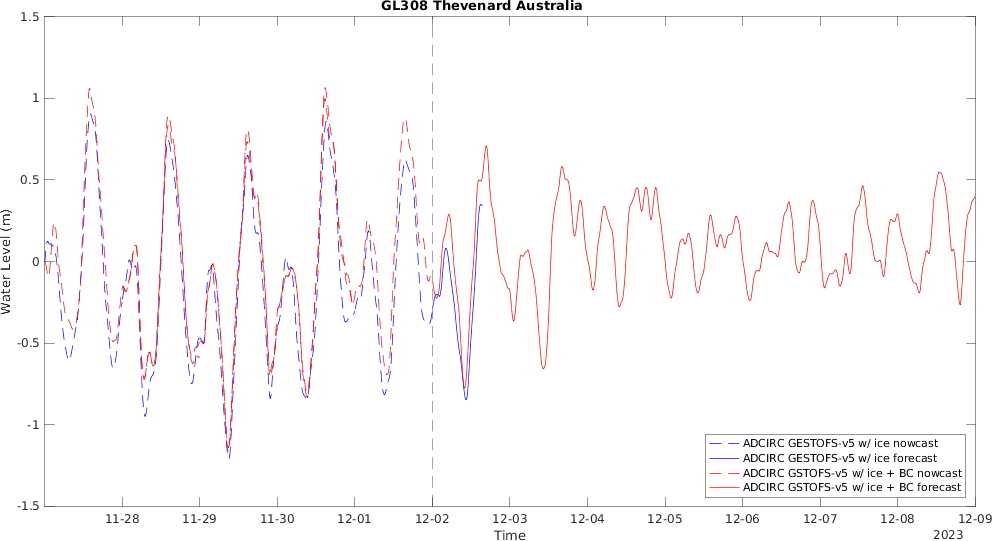 GL308 Thevenard Australia
1.5
1
0.5
0
-0.5
-1
-1.5
Water Level (m)
11-28 11-29 11-30 12-01 12-02 12-03 12-04 12-05 12-06 12-07 12-08 12-09
Time
2023
ADCIRC GESTOFS-v5 w/ ice nowcast
ADCIRC GESTOFS-v5 w/ ice forecast
ADCIRC GSTOFS-v5 w/ ice + BC nowcast
ADCIRC GSTOFS-v5 w/ ice + BC forecast